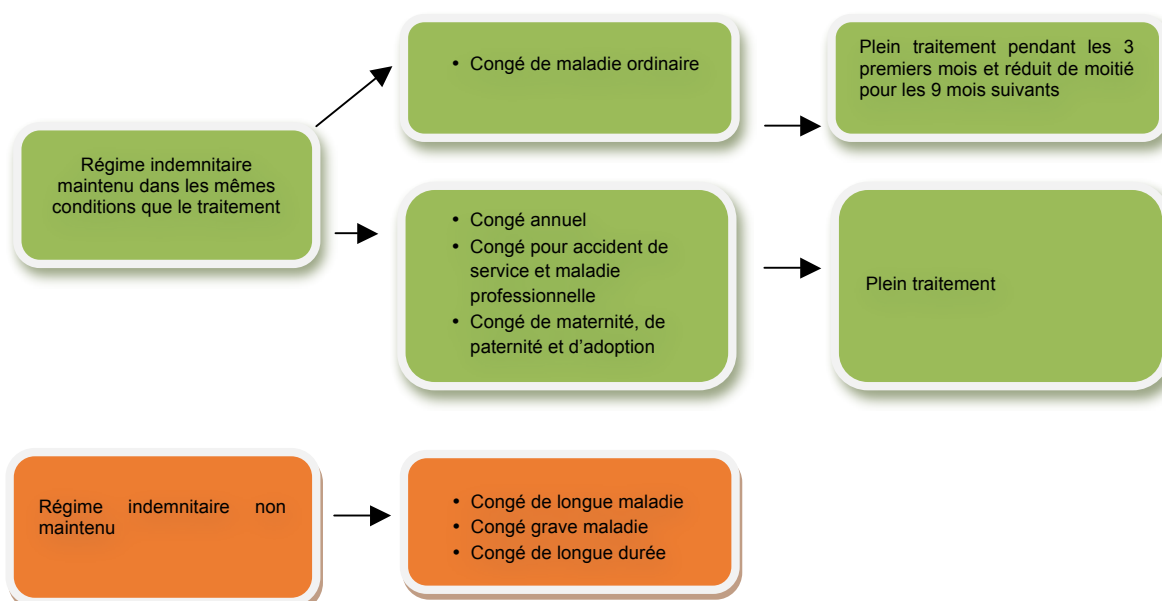 Régime indemnitaire
maintenu dans les mêmes
conditions que le traitement
• Congé de maladie ordinaire
Plein traitement pendant les 3
premiers mois et réduit de moitié
pour les 9 mois suivants
• Congé annuel
• Congé pour accident de
service et maladie
professionnelle
• Congé de maternité, de
paternité et d'adoption
Plein traitement
Régime indemnitaire non
maintenu
• Congé de longue maladie
• Congé grave maladie
• Congé de longue durée